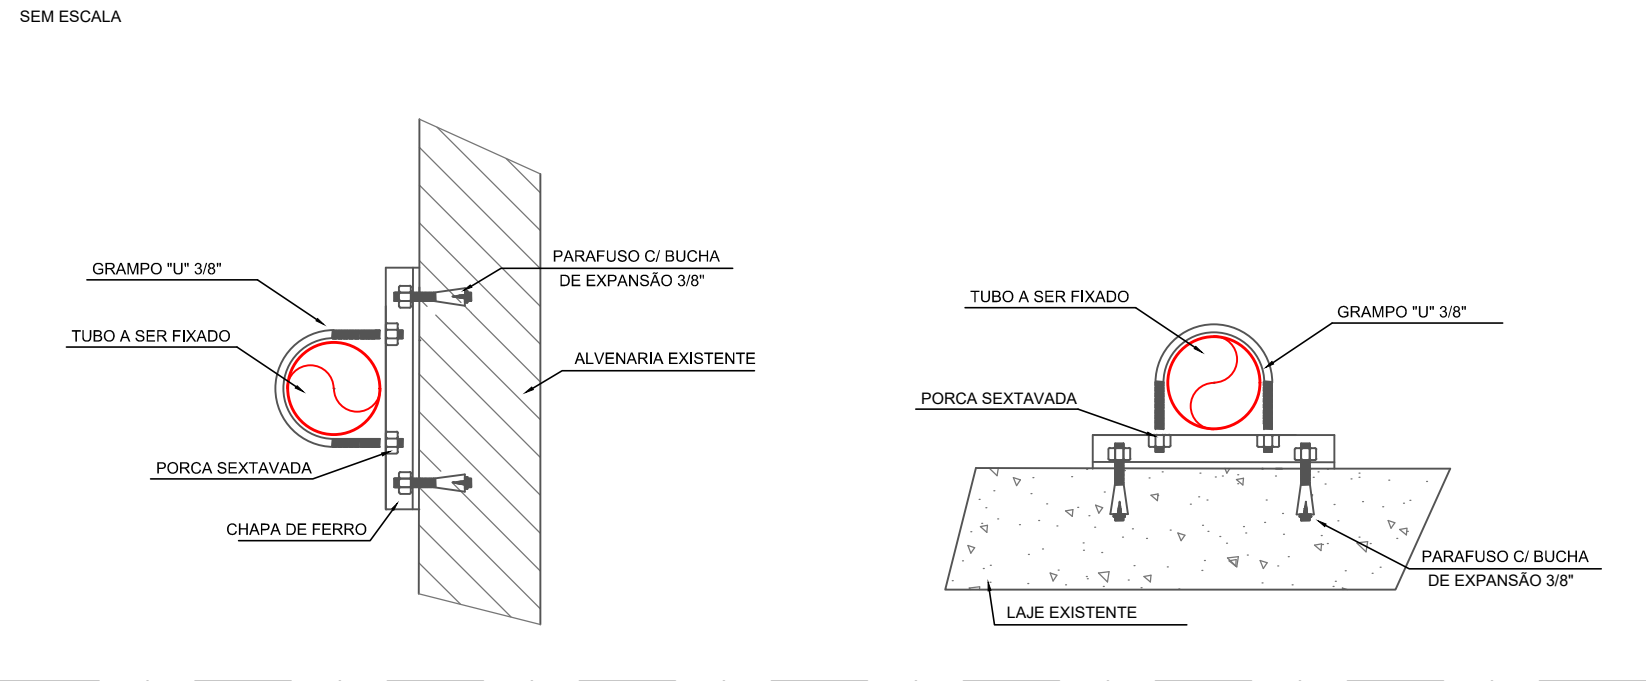 SEM ESCALA
GRAMPO "U" 3/8"
TUBO A SER FIXADO
PORCA SEXTAVADA
CHAPA DE FERRO
PARAFUSO C/ BUCHA
DE EXPANSÃO 3/8"
ALVENARIA EXISTENTE
TUBO A SER FIXADO
GRAMPO "U" 3/8"
PORCA SEXTAVADA
PARAFUSO C/ BUCHA
DE EXPANSÃO 3/8"
LAJE EXISTENTE